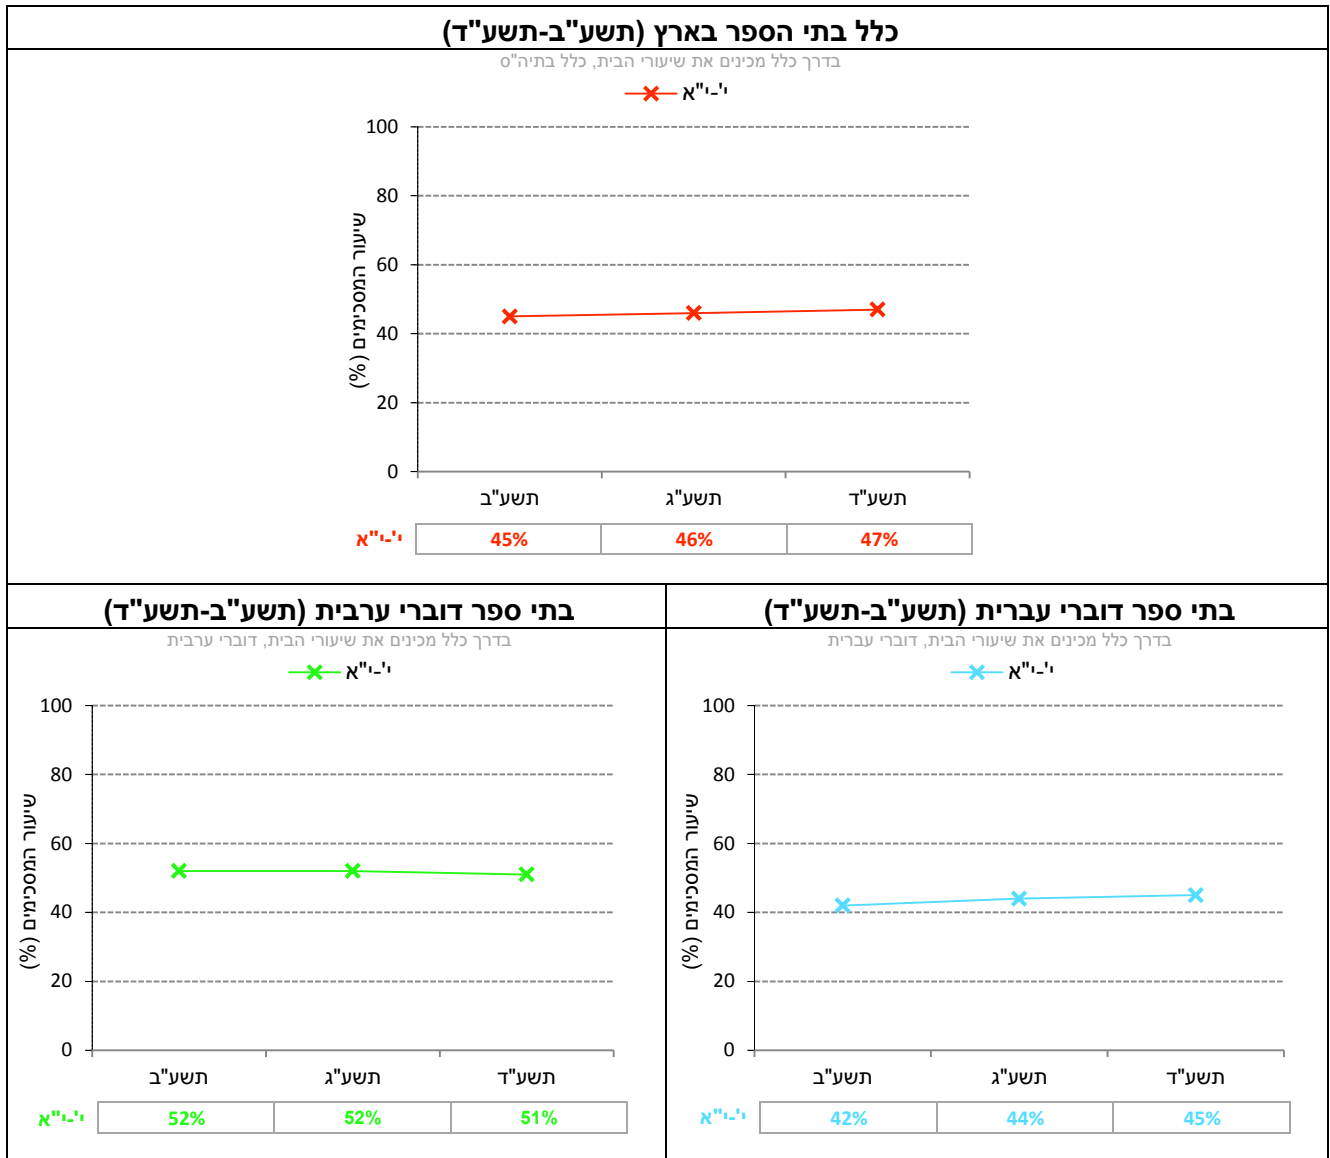 כלל בתי הספר בארץ (תשע"ב-תשע"ד)
בדרך כלל מכינים את שיעורי הבית, כלל בתיה"ס
י'-י"א
שיעור המסכימים (%)
100
80
60
40
20
0
תשע"ב תשע"ג תשע"ד
י'-י"א 45% 46% 47%
בתי ספר דוברי עברית (תשע"ב-תשע"ד)
בדרך כלל מכינים את שיעורי הבית, דוברי עברית
י'-י"א
שיעור המסכימים (%)
100
80
60
40
20
0
תשע"ב תשע"ג תשע"ד
י'-י"א 42% 44% 45%
בתי ספר דוברי ערבית (תשע"ב-תשע"ד)
בדרך כלל מכינים את שיעורי הבית, דוברי ערבית
י'-י"א
שיעור המסכימים (%)
100
80
60
40
20
0
תשע"ב תשע"ג תשע"ד
י'-י"א 52% 52% 51%